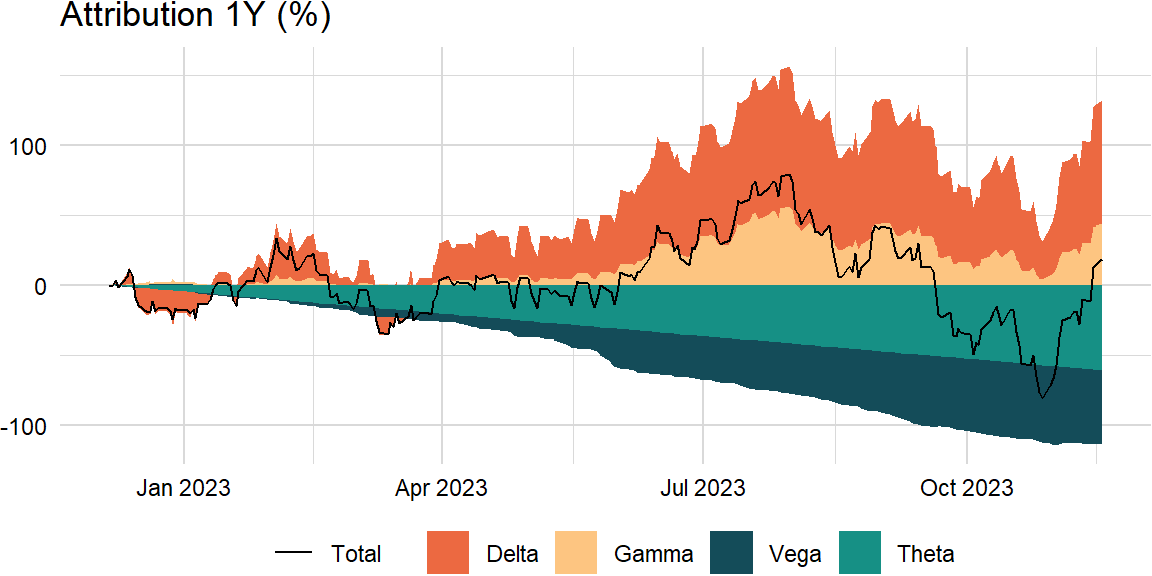 Attribution 1Y (%)
100
0
-100
Jan 2023 Apr 2023 Jul 2023 Oct 2023
Total Delta Gamma Vega Theta